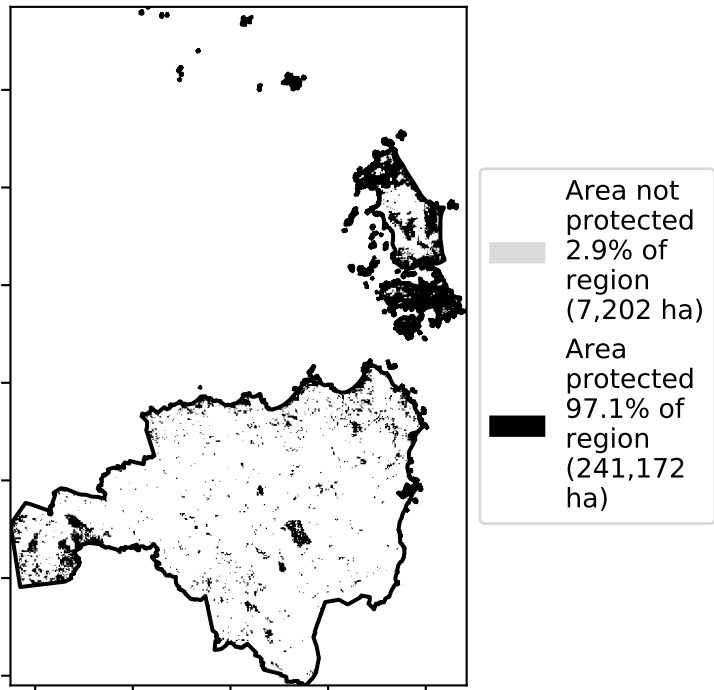 Area not
protected
2.9% of
region
(7,202 ha)
Area
protected
97.1% of
region
(241,172
ha)